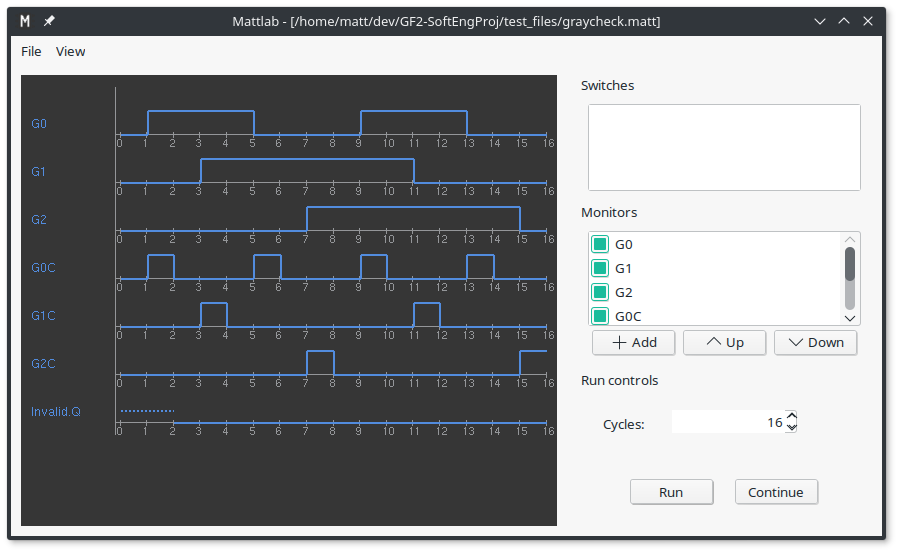 M Mattlab - [/home/matt/dev/GF2-SoftEngProj/test_files/graycheck.matt]
File View
G0
0 1 2 3 4 5 6 7 8 9 10 11 12 13 14 15 16
G1
0 1 2 3 4 5 6 7 8 9 10 11 12 13 14 15 16
G2
0 1 2 3 4 5 6 7 8 9 10 11 12 13 14 15 16
G0C
0 1 2 3 4 5 6 7 8 9 10 11 12 13 14 15 16
G1C
0 1 2 3 4 5 6 7 8 9 10 11 12 13 14 15 16
G2C
0 1 2 3 4 5 6 7 8 9 10 11 12 13 14 15 16
Invalid.Q
0 1 2 3 4 5 6 7 8 9 10 11 12 13 14 15 16
Switches
Monitors
G0
G1
G2
G0C
Add Up Down
Run controls
Cycles: 16
Run Continue